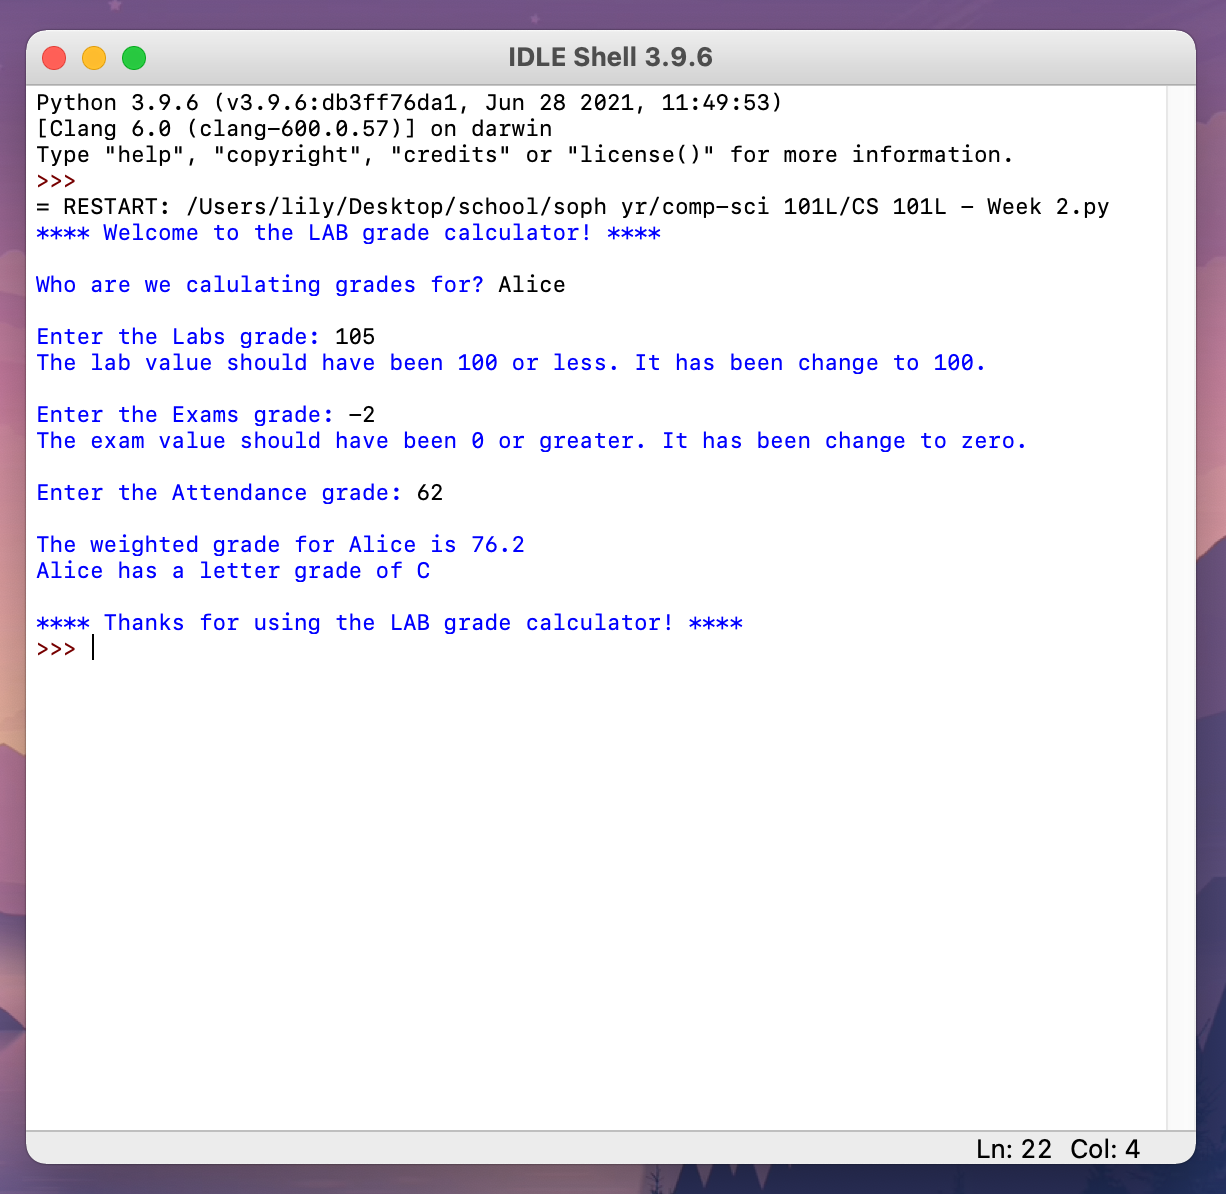 IDLE Shell 3.9.6
Python 3.9.6 (v3.9.6:db3ff76da1, Jun 28 2021, 11:49:53)
[Clang 6.0 (clang-600.0.57)] on darwin
Type "help", "copyright", "credits" or "license()" for more information.
>>>
= RESTART: /Users/lily/Desktop/school/soph yr/comp-sci 101L/CS 101L - Week 2.py
**** Welcome to the LAB grade calculator! ****
Who are we calulating grades for? Alice
Enter the Labs grade: 105
The lab value should have been 100 or less. It has been change to 100.
Enter the Exams grade: -2
The exam value should have been 0 or greater. It has been change to zero.
Enter the Attendance grade: 62
The weighted grade for Alice is 76.2
Alice has a letter grade of C
**** Thanks for using the LAB grade calculator! ****
>>>
Ln: 22 Col: 4